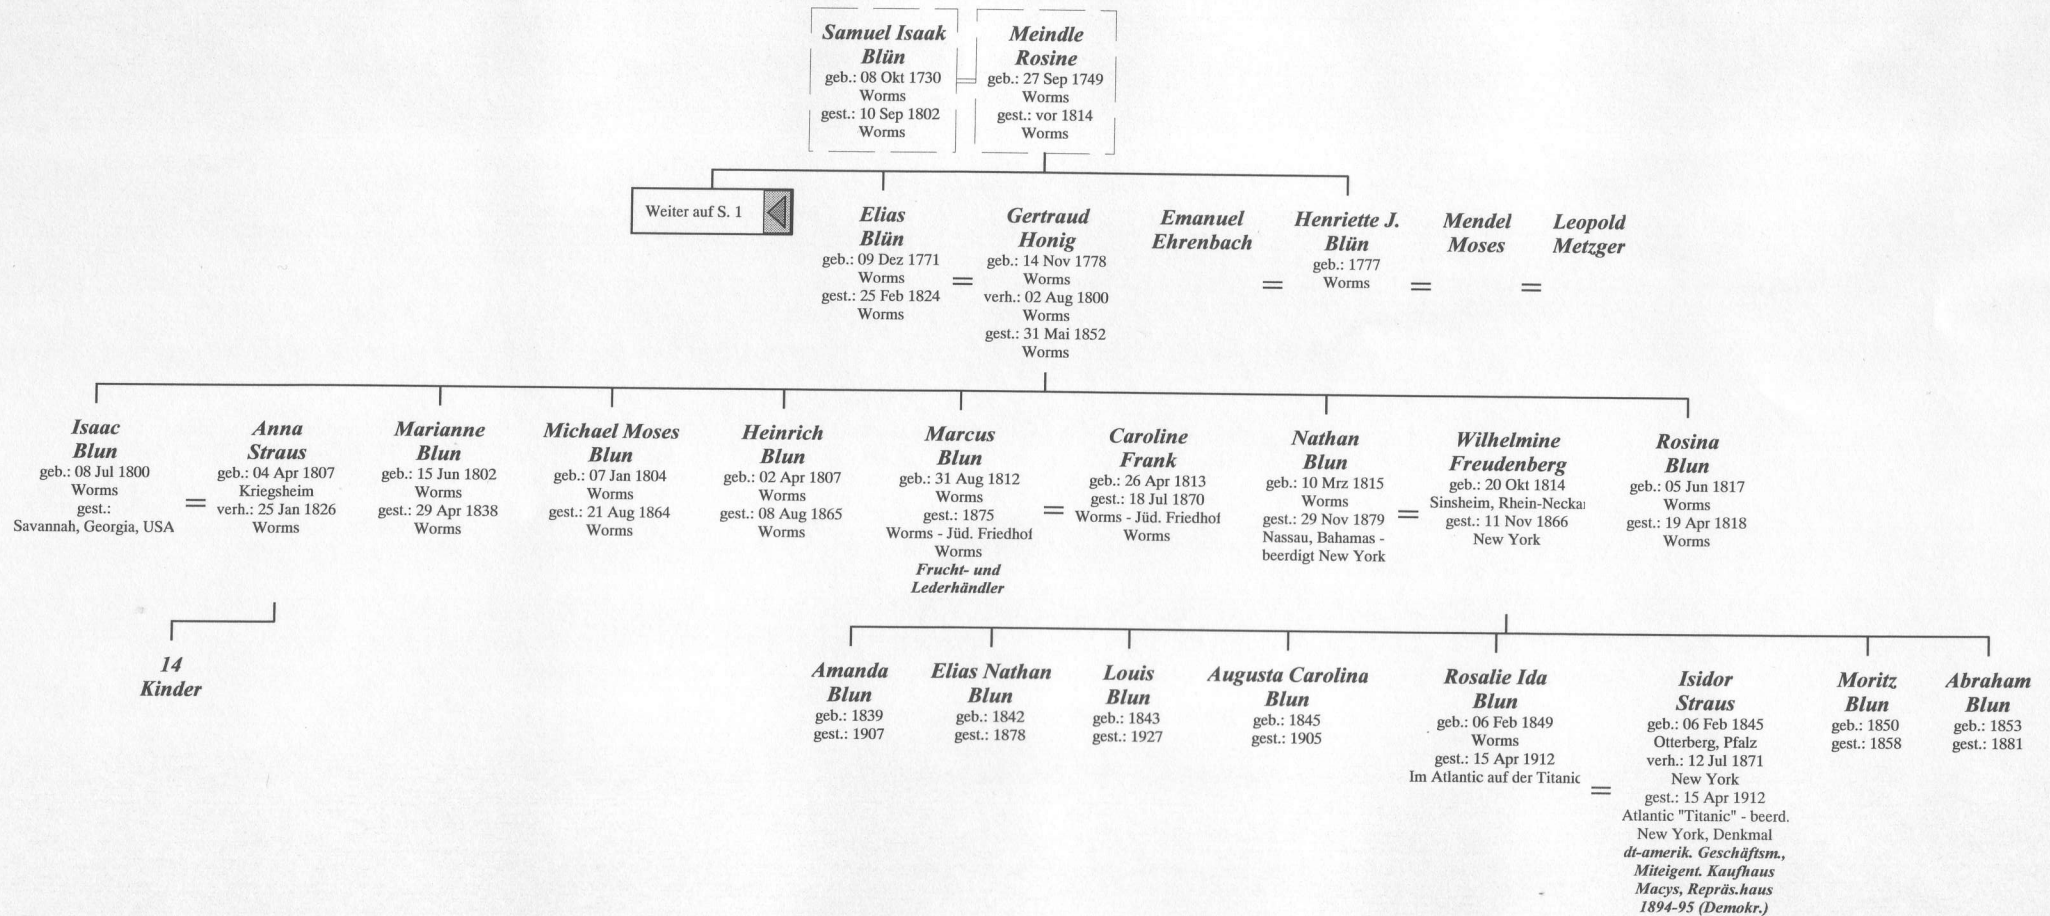 Samuel Isaak
Blün
geb.: 08 Okt 1730
Worms
gest.: 10 Sep 1802
Worms
Meindle
Rosine
geb.: 27 Sep 1749
Worms
gest.: vor 1814
Worms
Weiter auf S. 1
Elias
Blün
geb.: 09 Dez 1771
Worms
gest.: 25 Feb 1824
Worms
=
Gertraud
Honig
geb.: 14 Nov 1778
Worms
verh.: 02 Aug 1800
Worms
gest.: 31 Mai 1852
Worms
Emanuel
Ehrenbach
=
Henriette J.
Blün
geb.: 1777
Worms
=
Mendel
Moses
=
Leopold
Metzger
Isaac
Blun
geb.: 08 Jul 1800
Worms
gest.:
Savannah, Georgia, USA
=
Anna
Straus
geb.: 04 Apr 1807
Kriegsheim
verh.: 25 Jan 1826
Worms
Marianne
Blun
geb.: 15 Jun 1802
Worms
gest.: 29 Apr 1838
Worms
Michael Moses
Blun
geb.: 07 Jan 1804
Worms
gest.: 21 Aug 1864
Worms
Heinrich
Blun
geb.: 02 Apr 1807
Worms
gest.: 08 Aug 1865
Worms
Marcus
Blun
geb.: 31 Aug 1812
Worms
gest.: 1875
Worms - Jüd. Friedhof
Worms
Frucht- und
Lederhändler
=
Caroline
Frank
geb.: 26 Apr 1813
gest.: 18 Jul 1870
Worms - Jüd. Friedhof
Worms
Nathan
Blun
geb.: 10 Mrz 1815
Worms
gest.: 29 Nov 1879
Nassau, Bahamas -
beerdigt New York
=
Wilhelmine
Freudenberg
geb.: 20 Okt 1814
Sinsheim, Rhein-Neckar
gest.: 11 Nov 1866
New York
Rosina
Blun
geb.: 05 Jun 1817
Worms
gest.: 19 Apr 1818
Worms
14
Kinder
Amanda
Blun
geb.: 1839
gest.: 1907
Elias Nathan
Blun
geb.: 1842
gest.: 1878
Louis
Blun
geb.: 1843
gest.: 1927
Augusta Carolina
Blun
geb.: 1845
gest.: 1905
Rosalie Ida
Blun
geb.: 06 Feb 1849
Worms
gest.: 15 Apr 1912
Im Atlantic auf der Titanic
=
Isidor
Straus
geb.: 06 Feb 1845
Otterberg, Pfalz
verh.: 12 Jul 1871
New York
gest.: 15 Apr 1912
Atlantic "Titanic" - beerd.
New York, Denkmal
dt-amerik. Geschäftsm.,
Miteigent. Kaufhaus
Macys, Repräs.haus
1894-95 (Demokr.)
Moritz
Blun
geb.: 1850
gest.: 1858
Abraham
Blun
geb.: 1853
gest.: 1881